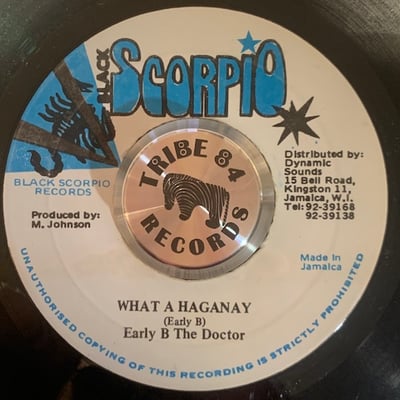 BLACK
SCORPIO
BLACK SCORPIO
RECORDS
Produced by:
M. Johnson
TRIBE 84
RECORDS
Distributed by:
Dynamic
Sounds
15 Bell Road,
Kingston 11,
Jamaica, W.I.
Tel:92-39168
92-39138
Made in
Jamaica
WHAT A HAGANAY
(Early B)
Early B The Doctor
UNAUTHORISED COPYING OF THIS RECORDING IS STRICTLY PROHIBITED